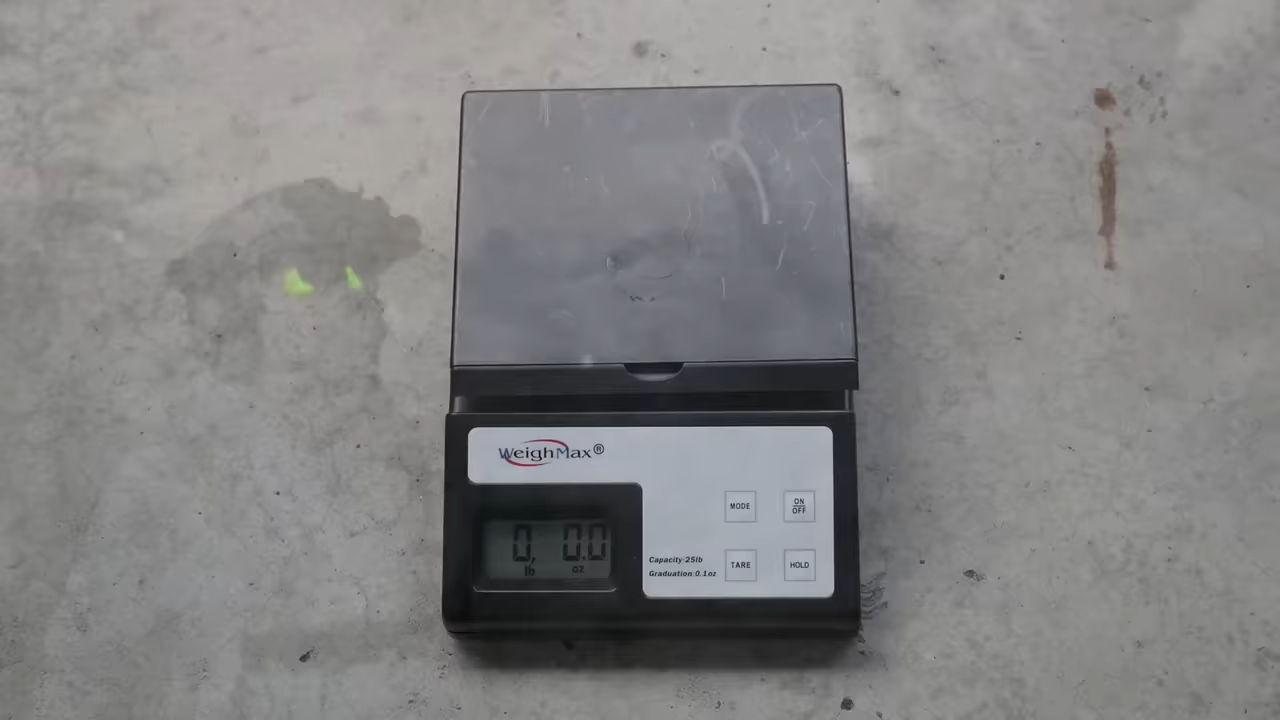 WeighMax®
MODE
ON
OFF
0, 0.0
lb oz
Capacity:25lb
Graduation:0.1oz
TARE
HOLD